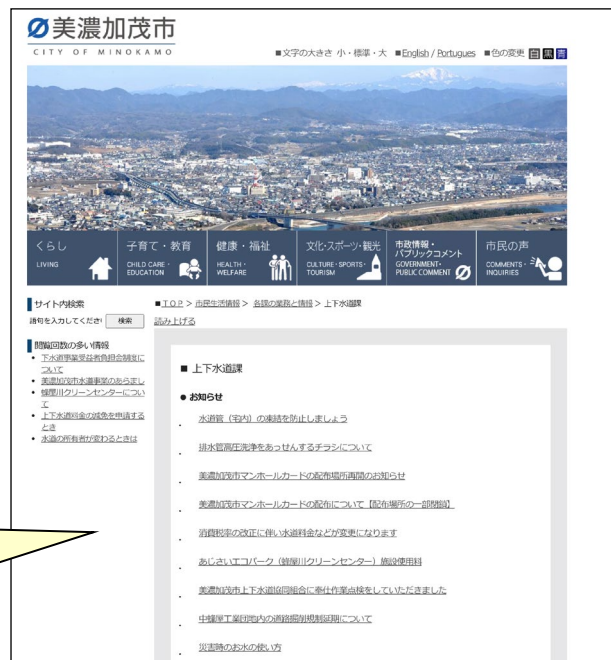 美濃加茂市
CITY OF MINOKAMO
■文字の大きさ 小・標準・大 ■English / Portugues ■色の変更 白 黒 青
くらし
LIVING
子育て・教育
CHILD CARE・
EDUCATION
健康・福祉
HEALTH・
WELFARE
文化・スポーツ・観光
CULTURE・SPORTS・
TOURISM
市政情報・
パブリックコメント
GOVERNMENT・
PUBLIC COMMENT
市民の声
COMMENTS・
INQUIRIES
サイト内検索
語句を入力してくださ 検索
閲覧回数の多い情報
• 下水道事業受益者負担金制度に
ついて
• 美濃加茂市水道事業のあらまし
• 蜂屋川クリーンセンターについ
て
• 上下水道料金の減免を申請する
とき
• 水道の所有者が変わるときは
■ＴＯＰ > 市民生活情報 > 各課の業務と情報 > 上下水道課
読み上げる
■ 上下水道課
● お知らせ
水道管（宅内）の凍結を防止しましょう
排水管高圧洗浄をあっせんするチラシについて
美濃加茂市マンホールカードの配布場所再開のお知らせ
美濃加茂市マンホールカードの配布について【配布場所の一部閉鎖】
消費税率の改正に伴い水道料金などが変更になります
あじさいエコパーク（蜂屋川クリーンセンター）施設使用料
美濃加茂市上下水道協同組合に奉仕作業点検をしていただきました
中蜂屋工業団地内の道路掘削規制延期について
災害時のお水の使い方